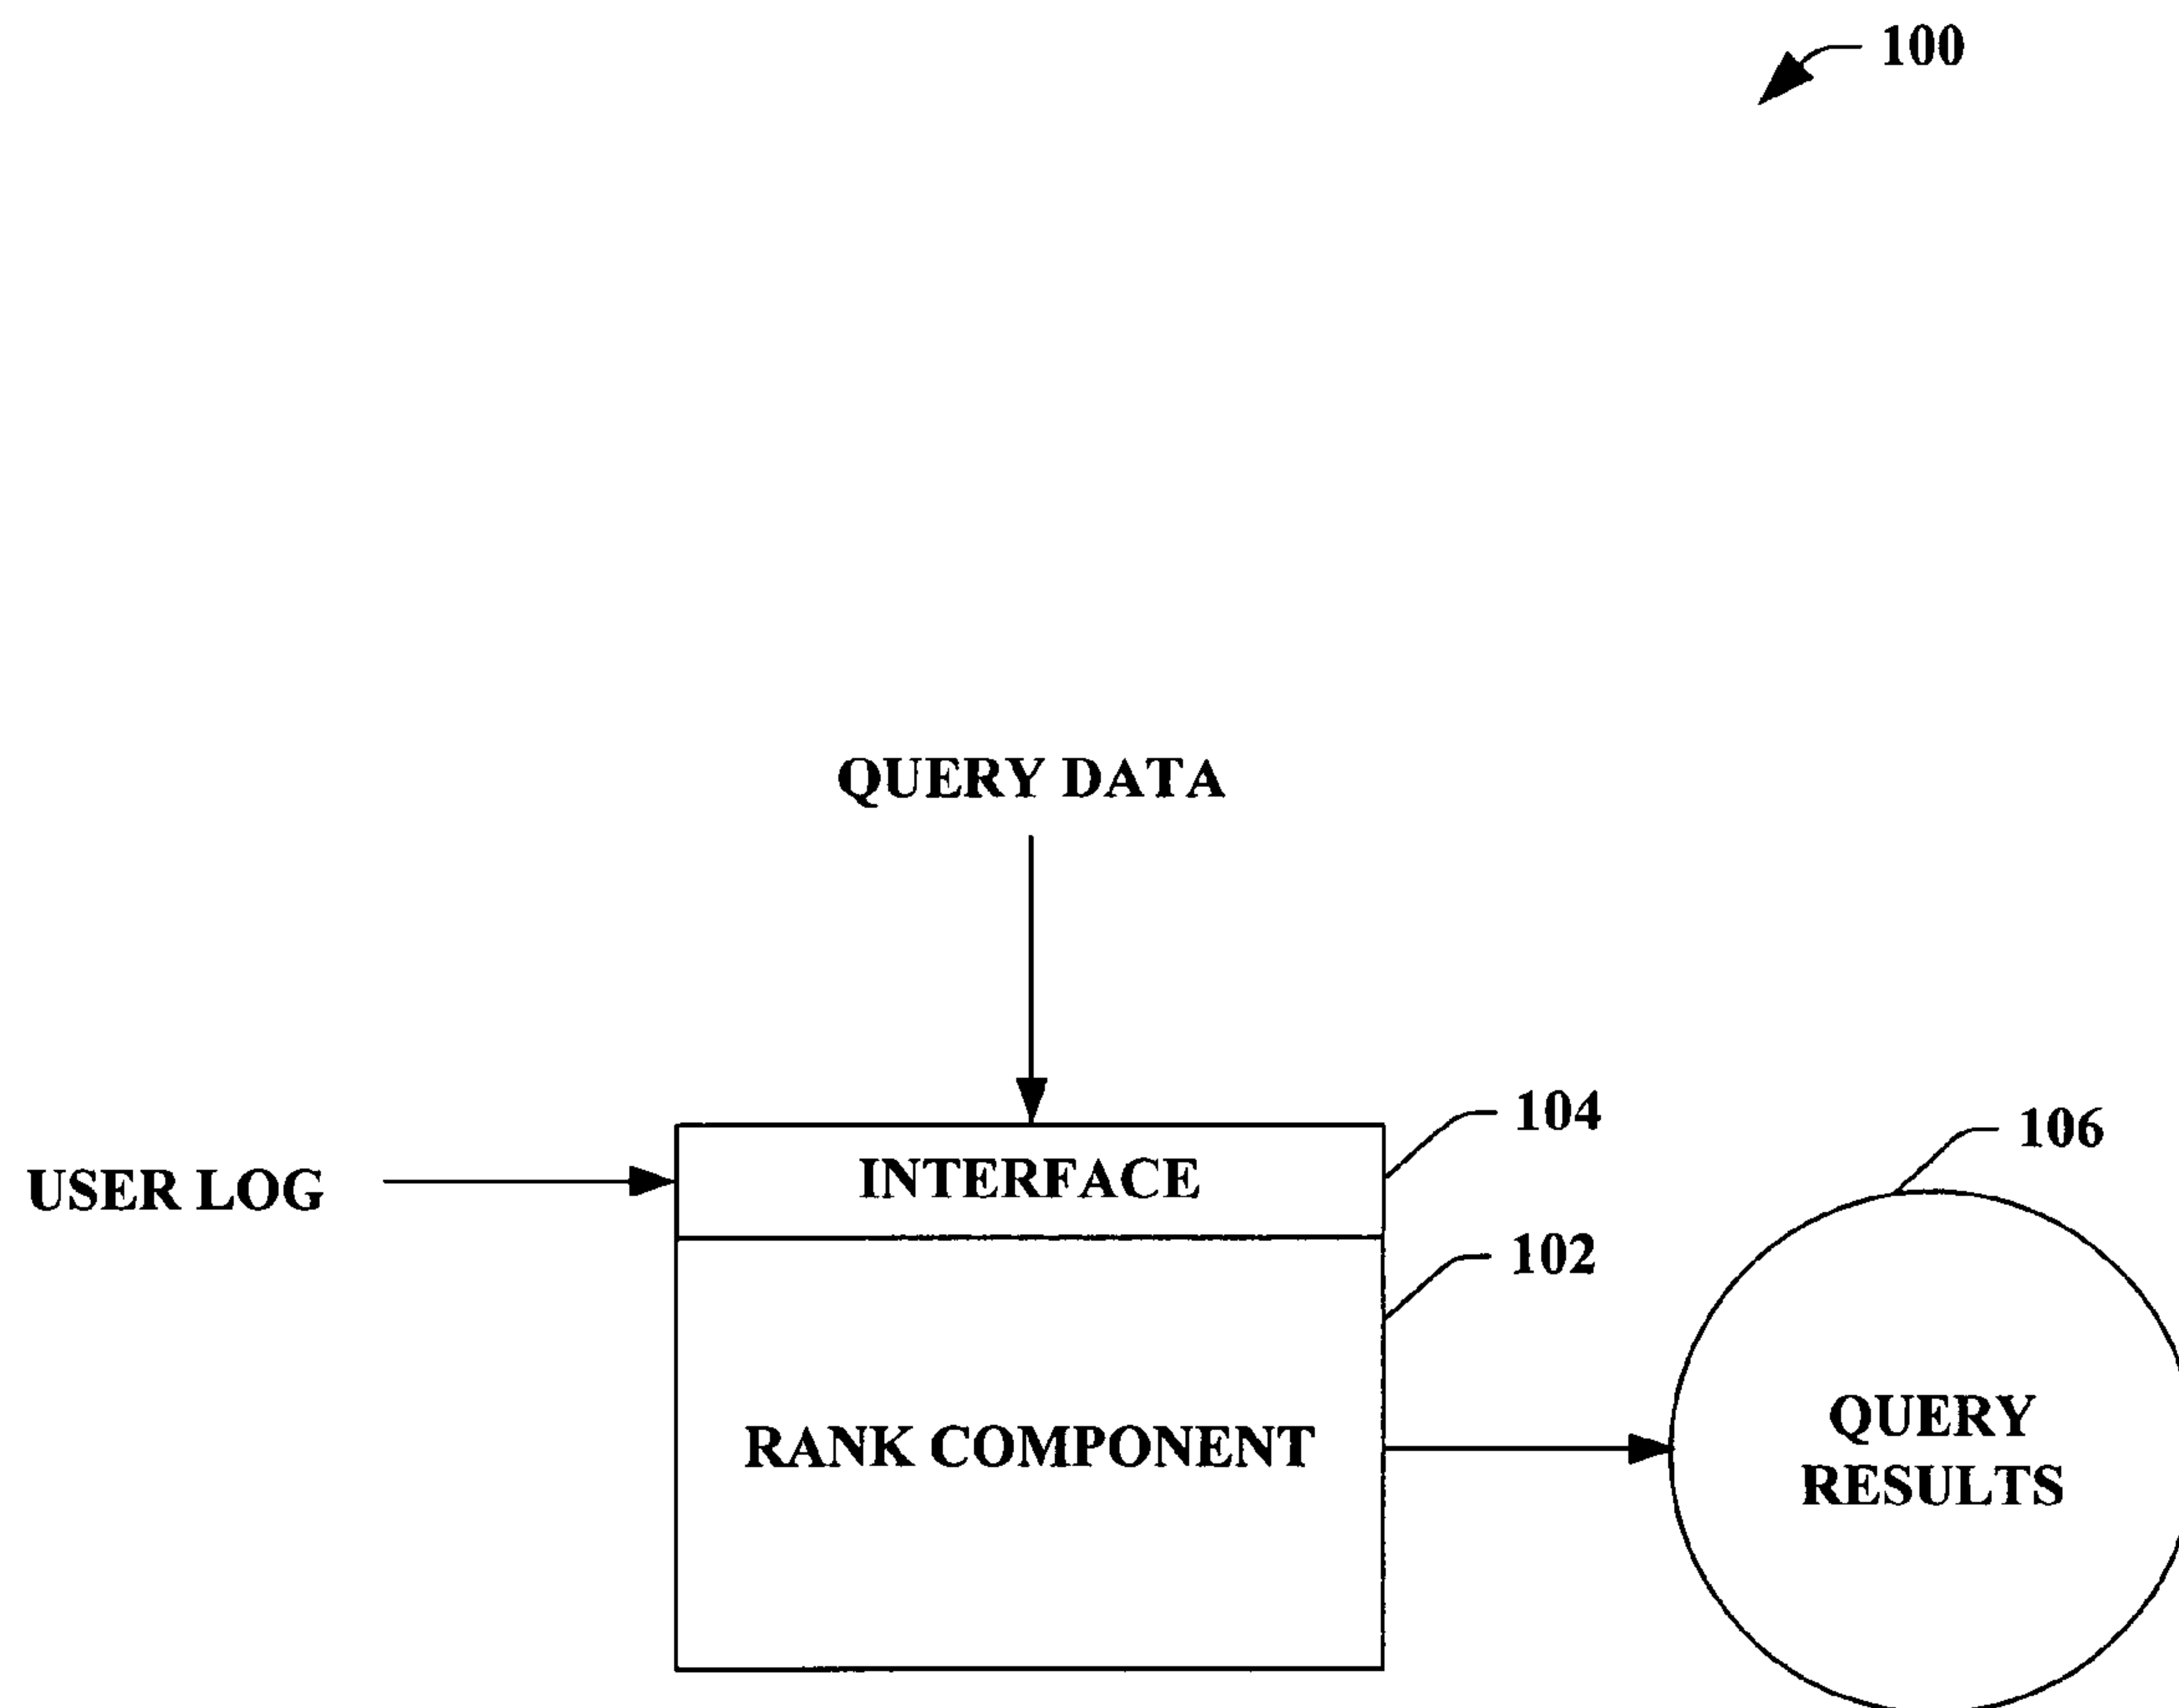 100
QUERY DATA
104
106
USER LOG
INTERFACE
102
RANK COMPONENT
QUERY
RESULTS